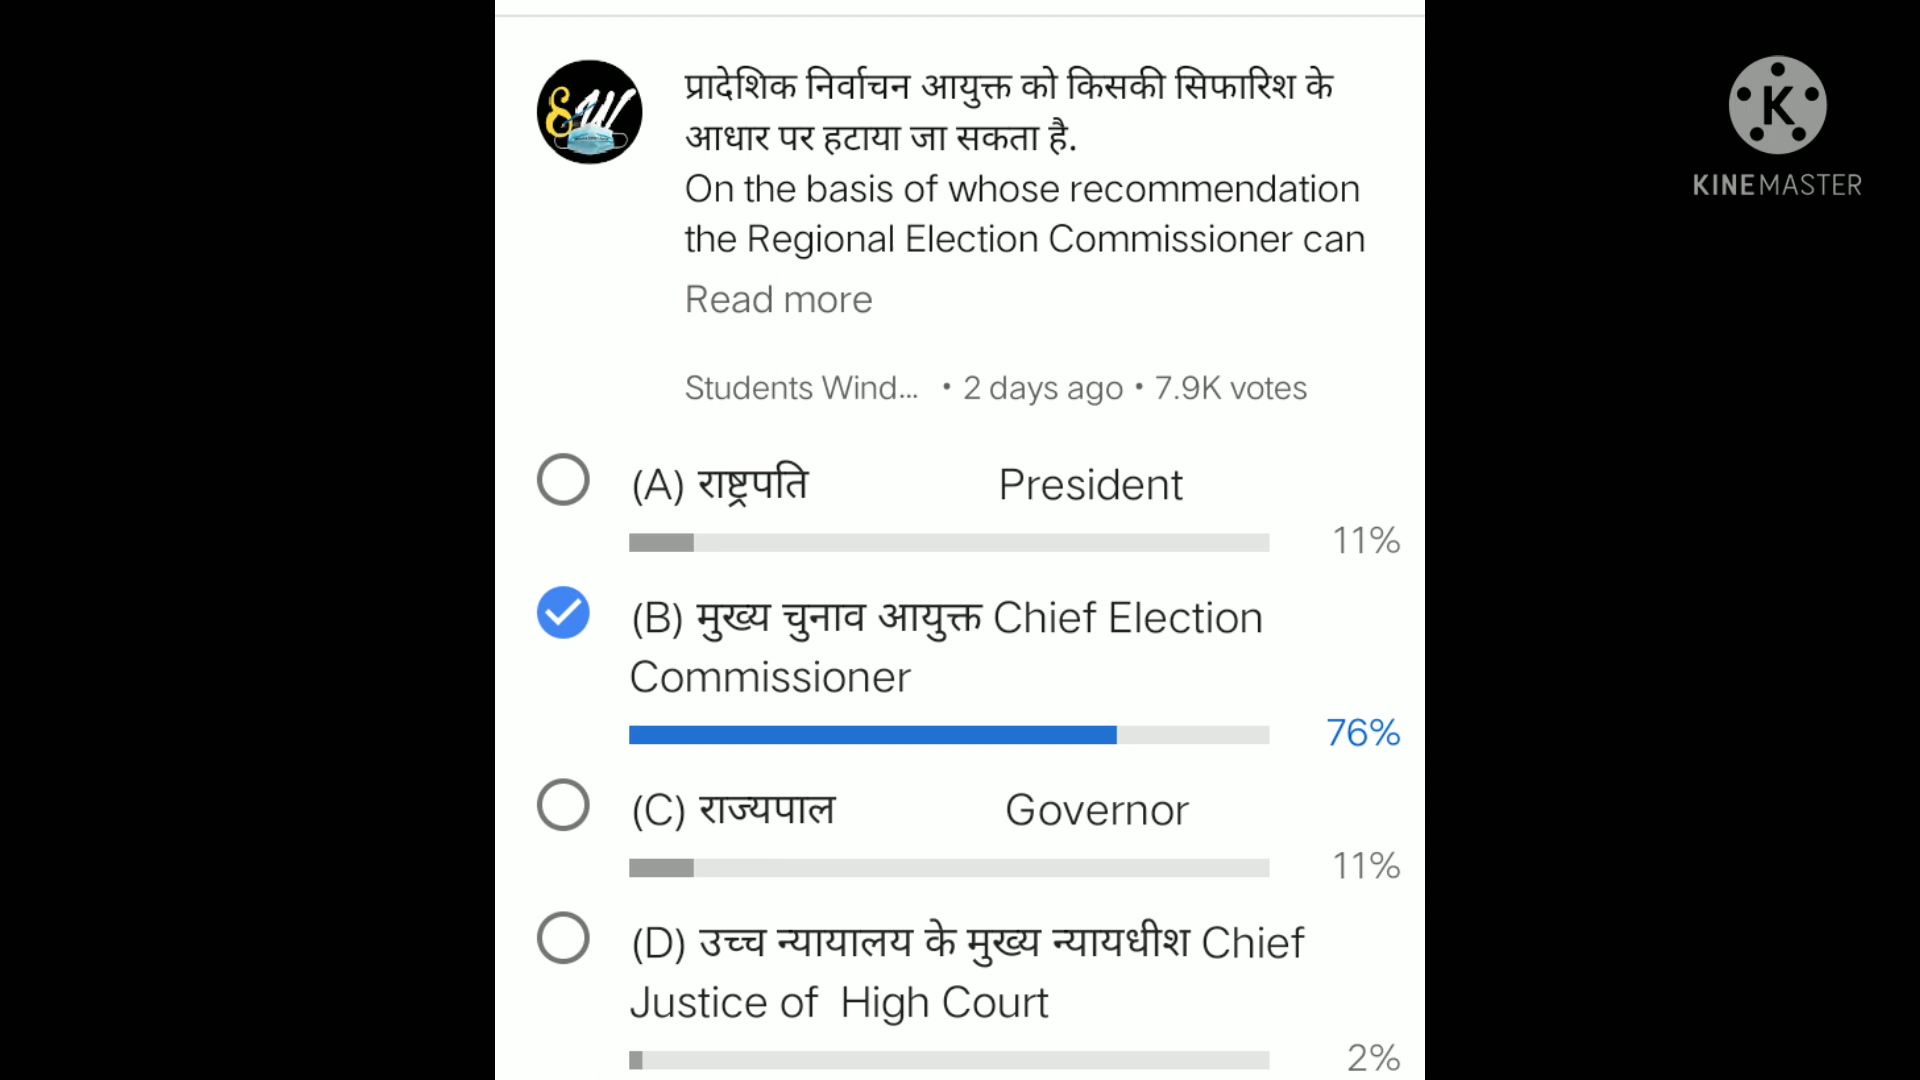 प्रादेशिक निर्वाचन आयुक्त को किसकी सिफारिश के
आधार पर हटाया जा सकता है.
On the basis of whose recommendation
the Regional Election Commissioner can
Read more
Students Wind... • 2 days ago • 7.9K votes
(A) राष्ट्रपति President
11%
(B) मुख्य चुनाव आयुक्त Chief Election
Commissioner
76%
(C) राज्यपाल Governor
11%
(D) उच्च न्यायालय के मुख्य न्यायधीश Chief
Justice of High Court
2%
K
KINEMASTER